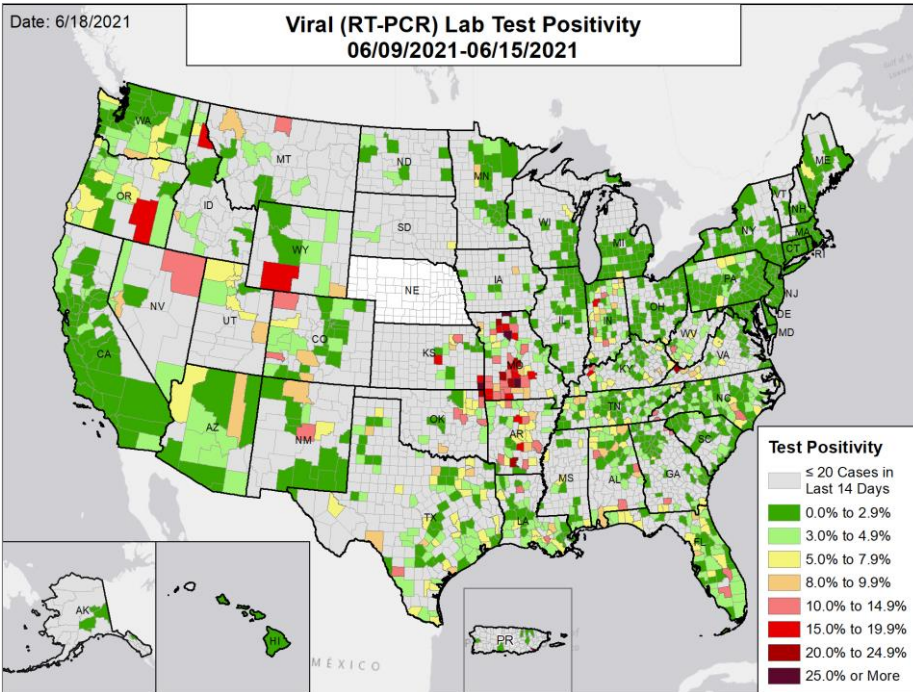 Date: 6/18/2021
Viral (RT-PCR) Lab Test Positivity
06/09/2021-06/15/2021
WA
MT
ND
MN
ME
OR
ID
WY
SD
WI
MI
VT
NH
NY
MA
CT
RI
NV
UT
CO
NE
IA
IL
IN
OH
PA
NJ
DE
MD
CA
KS
MO
KY
WV
VA
AZ
NM
OK
AR
TN
NC
SC
TX
LA
MS
AL
GA
FL
AK
HI
PR
MÉXICO
Test Positivity
≤ 20 Cases in
Last 14 Days
0.0% to 2.9%
3.0% to 4.9%
5.0% to 7.9%
8.0% to 9.9%
10.0% to 14.9%
15.0% to 19.9%
20.0% to 24.9%
25.0% or More